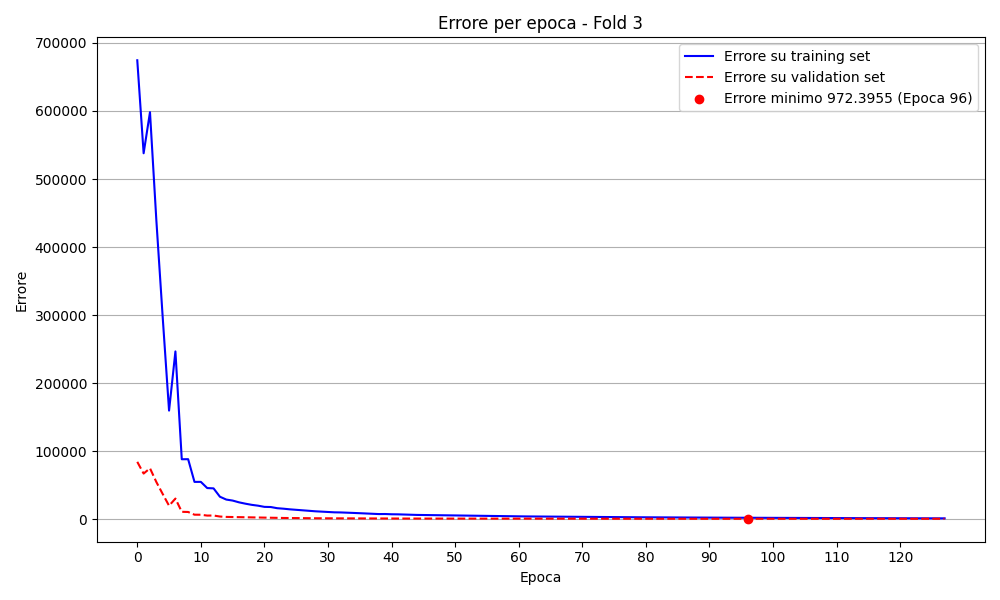 Errore per epoca - Fold 3
Errore su training set
Errore su validation set
Errore minimo 972.3955 (Epoca 96)
Errore
700000
600000
500000
400000
300000
200000
100000
0
0 10 20 30 40 50 60 70 80 90 100 110 120
Epoca